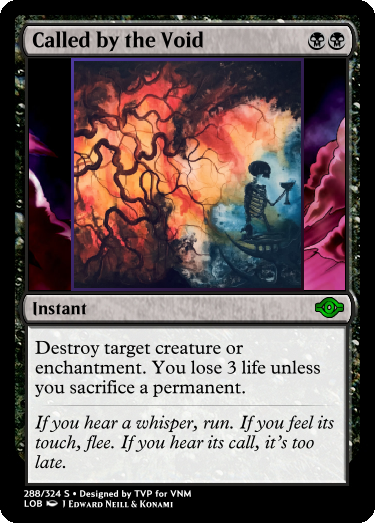 Called by the Void
Instant
Destroy target creature or
enchantment. You lose 3 life unless
you sacrifice a permanent.
If you hear a whisper, run. If you feel its
touch, flee. If you hear its call, it's too
late.
288/324 S • Designed by TVP for VNM
LOB J Edward Neill & Konami